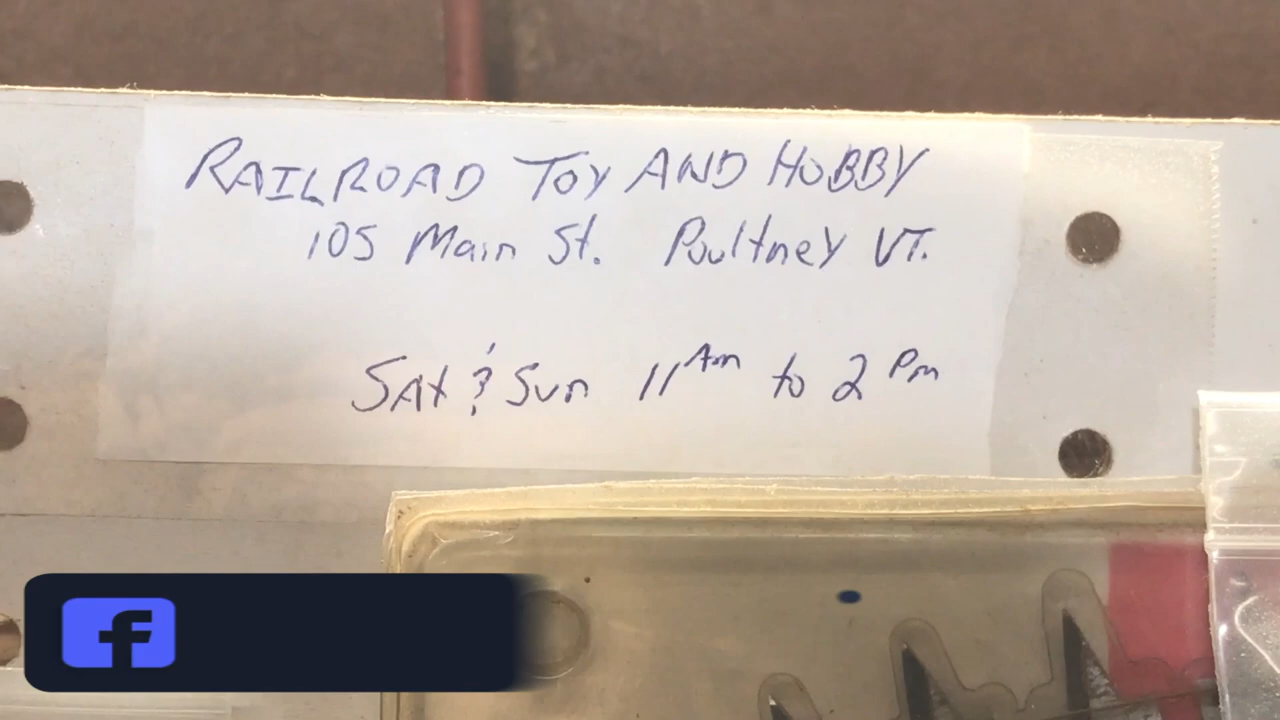 RAILROAD TOY AND HOBBY
105 Main St. Poultney VT.
SAt & Sun 11 Am to 2 Pm
f